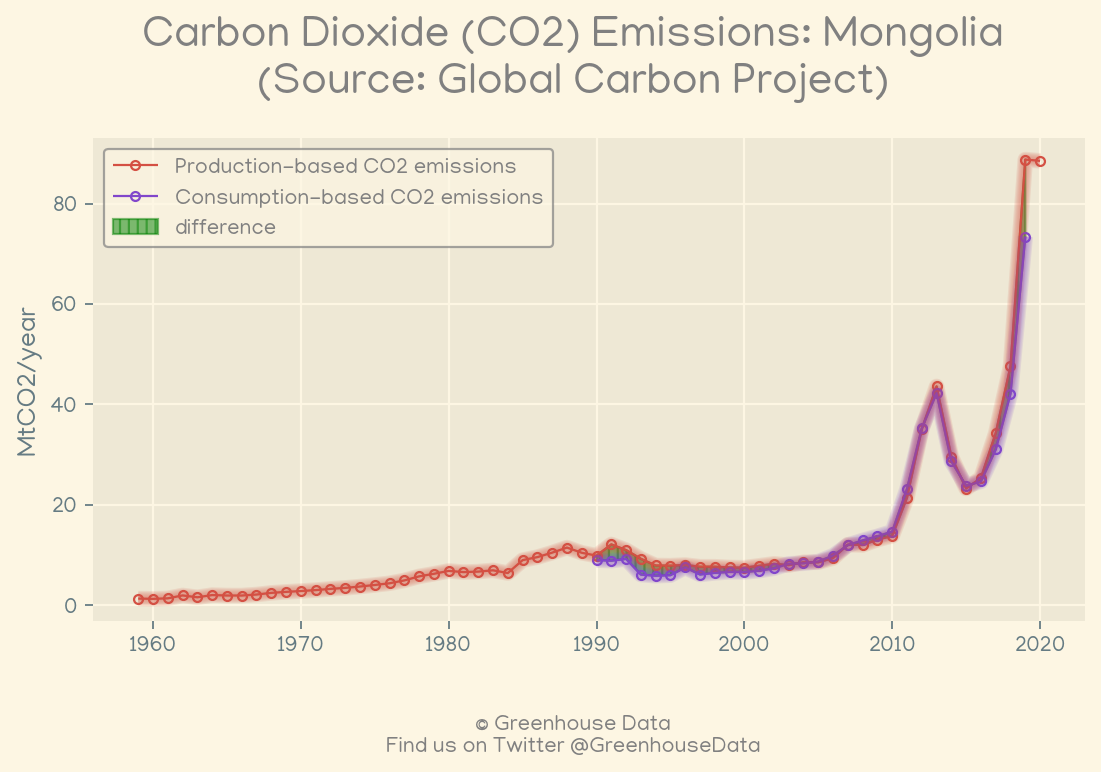 Carbon Dioxide (CO2) Emissions: Mongolia
(Source: Global Carbon Project)
Production-based CO2 emissions
Consumption-based CO2 emissions
difference
MtCO2/year
80
60
40
20
0
1960 1970 1980 1990 2000 2010 2020
© Greenhouse Data
Find us on Twitter @GreenhouseData